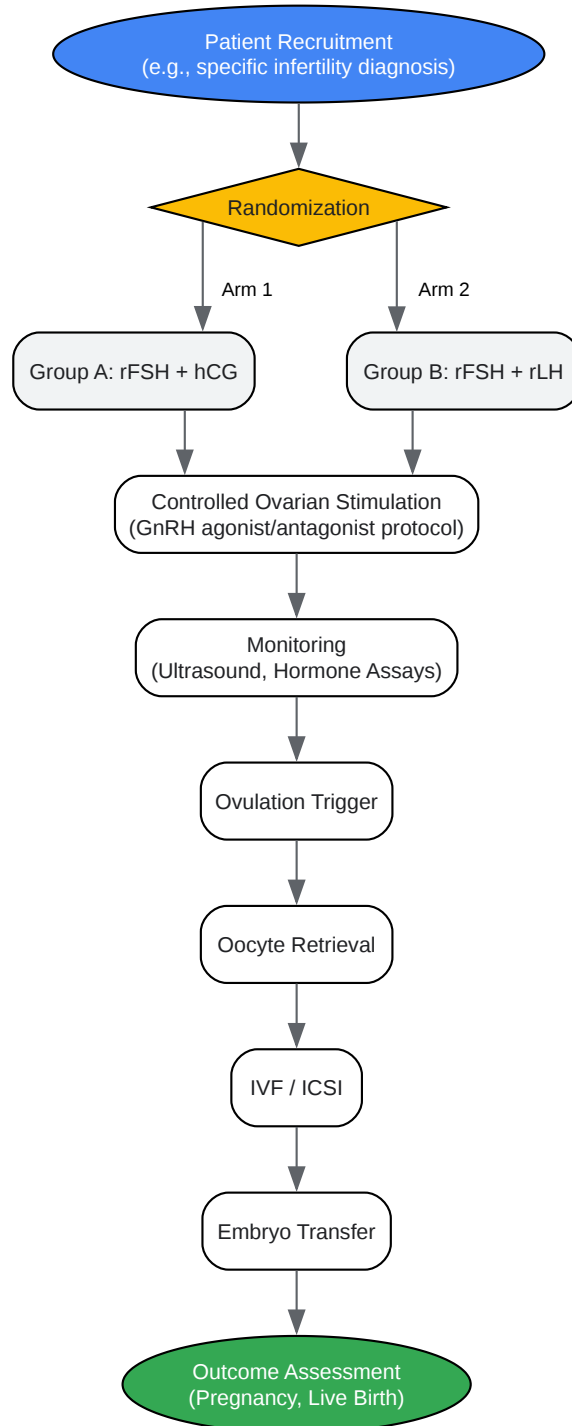 Patient Recruitment
(e.g., specific infertility diagnosis)
Randomization
Arm 1
Arm 2
Group A: rFSH + hCG
Group B: rFSH + rLH
Controlled Ovarian Stimulation
(GnRH agonist/antagonist protocol)
Monitoring
(Ultrasound, Hormone Assays)
Ovulation Trigger
Oocyte Retrieval
IVF / ICSI
Embryo Transfer
Outcome Assessment
(Pregnancy, Live Birth)